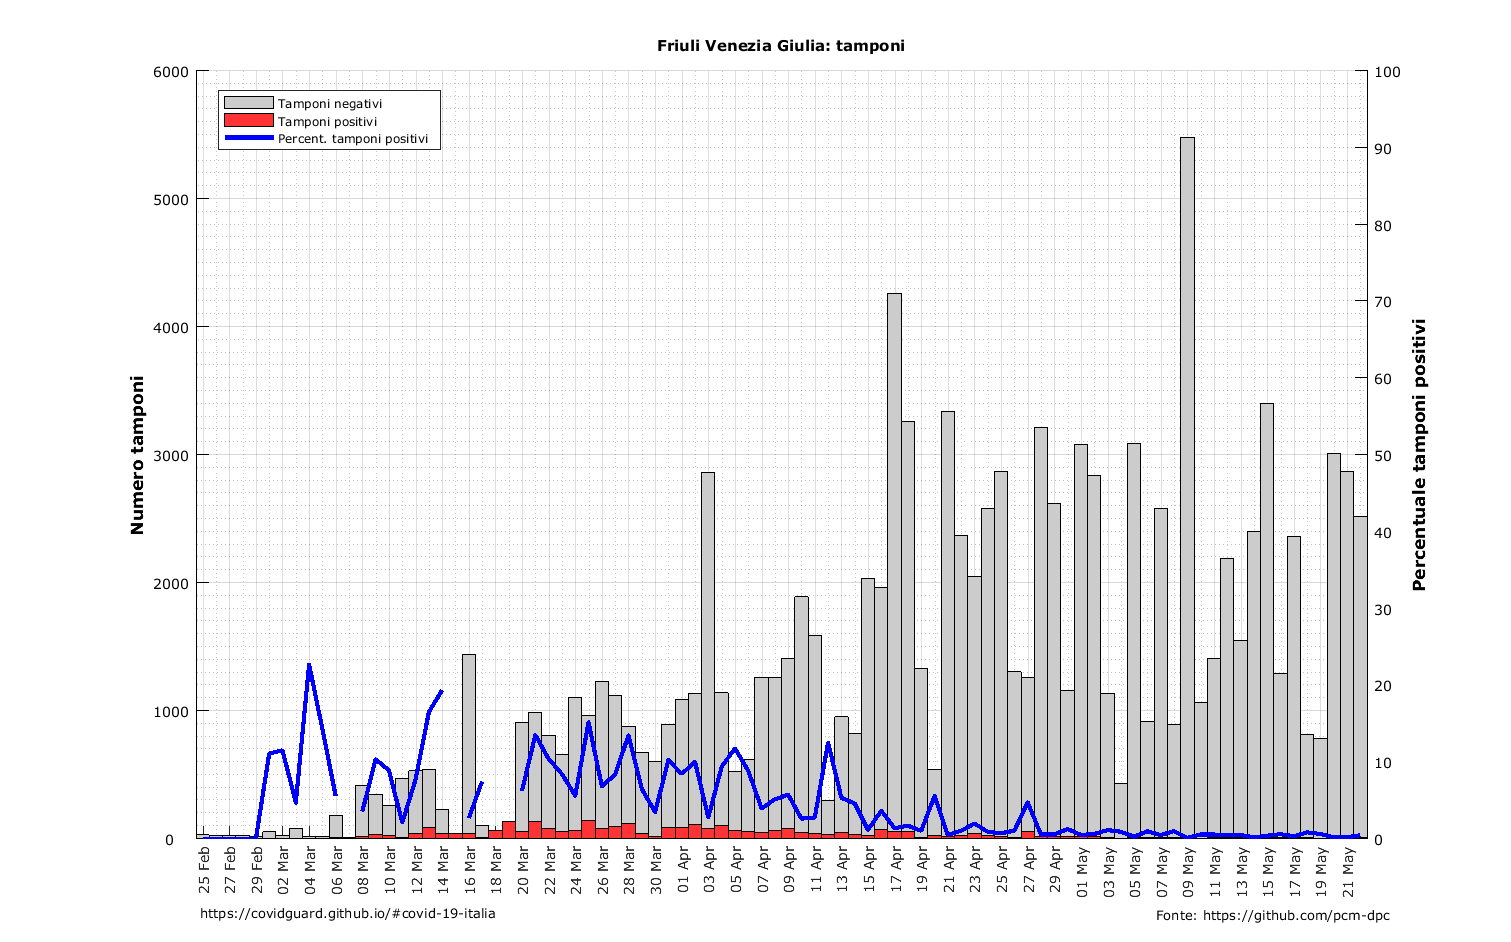 Friuli Venezia Giulia: tamponi
Tamponi negativi
Tamponi positivi
Percent. tamponi positivi
Numero tamponi
6000
5000
4000
3000
2000
1000
0
Percentuale tamponi positivi
100
90
80
70
60
50
40
30
20
10
0
25 Feb
27 Feb
29 Feb
02 Mar
04 Mar
06 Mar
08 Mar
10 Mar
12 Mar
14 Mar
16 Mar
18 Mar
20 Mar
22 Mar
24 Mar
26 Mar
28 Mar
30 Mar
01 Apr
03 Apr
05 Apr
07 Apr
09 Apr
11 Apr
13 Apr
15 Apr
17 Apr
19 Apr
21 Apr
23 Apr
25 Apr
27 Apr
29 Apr
01 May
03 May
05 May
07 May
09 May
11 May
13 May
15 May
17 May
19 May
21 May
https://covidguard.github.io/#covid-19-italia
Fonte: https://github.com/pcm-dpc